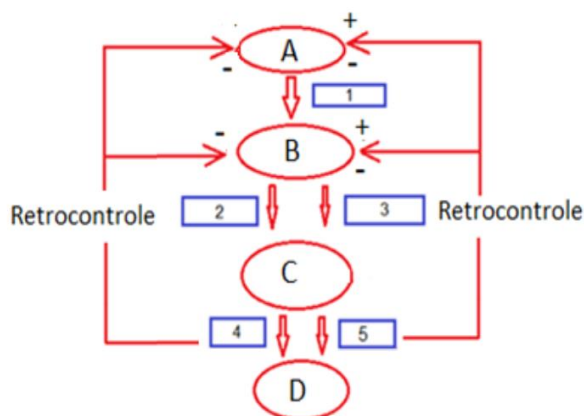 +
A
-
-
1
-
+
B
-
Retrocontrole
2
3
Retrocontrole
C
4
5
D